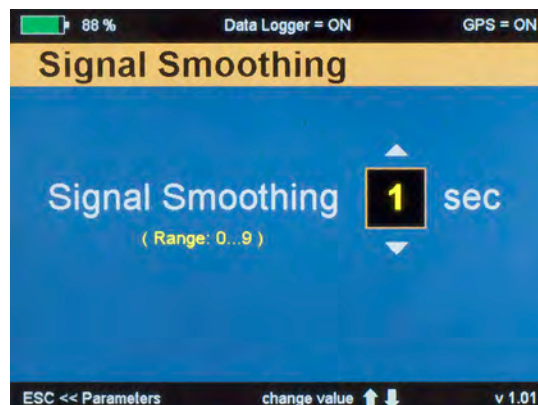 88 % Data Logger = ON GPS = ON
Signal Smoothing
Signal Smoothing 1 sec
( Range: 0...9 )
ESC << Parameters change value ⬆⬇ v 1.01